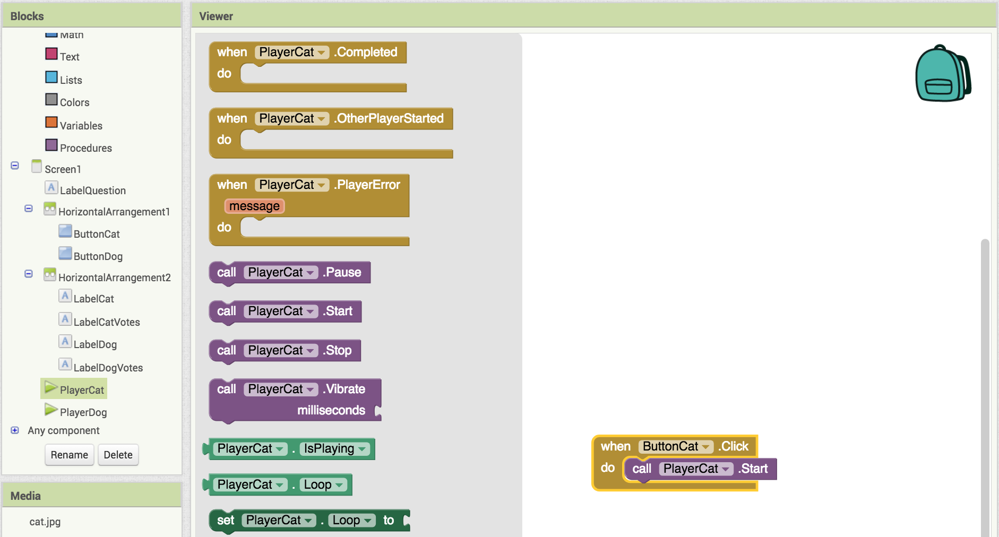 Blocks
Math
Text
Lists
Colors
Variables
Procedures
Screen1
LabelQuestion
HorizontalArrangement1
ButtonCat
ButtonDog
HorizontalArrangement2
LabelCat
LabelCatVotes
LabelDog
LabelDogVotes
PlayerCat
PlayerDog
Any component
Rename Delete
Media
cat.jpg
Viewer
when PlayerCat .Completed
do
when PlayerCat .OtherPlayerStarted
do
when PlayerCat .PlayerError
message
do
call PlayerCat .Pause
call PlayerCat .Start
call PlayerCat .Stop
call PlayerCat .Vibrate
milliseconds
PlayerCat . IsPlaying
PlayerCat . Loop
set PlayerCat . Loop to
when ButtonCat .Click
do call PlayerCat .Start